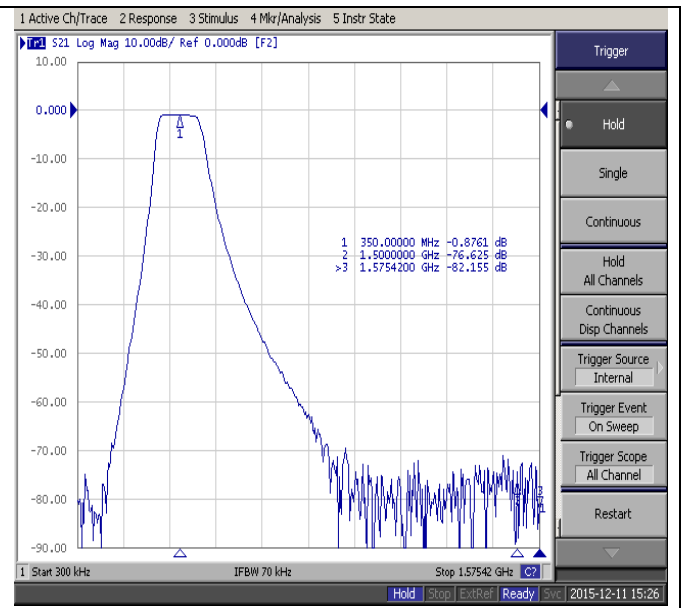 1 Active Ch/Trace 2 Response 3 Stimulus 4 Mkr/Analysis 5 Instr State
Tr1 S21 Log Mag 10.00dB/ Ref 0.000dB [F2]
10.00
0.000
-10.00
-20.00
-30.00
-40.00
-50.00
-60.00
-70.00
-80.00
-90.00
1
1 350.00000 MHz -0.8761 dB
2 1.5000000 GHz -76.625 dB
>3 1.5754200 GHz -82.155 dB
1 Start 300 kHz IFBW 70 kHz Stop 1.57542 GHz C?
Trigger
Hold
Single
Continuous
Hold
All Channels
Continuous
Disp Channels
Trigger Source
Internal
Trigger Event
On Sweep
Trigger Scope
All Channel
Restart
Hold Stop ExtRef Ready Svc 2015-12-11 15:26